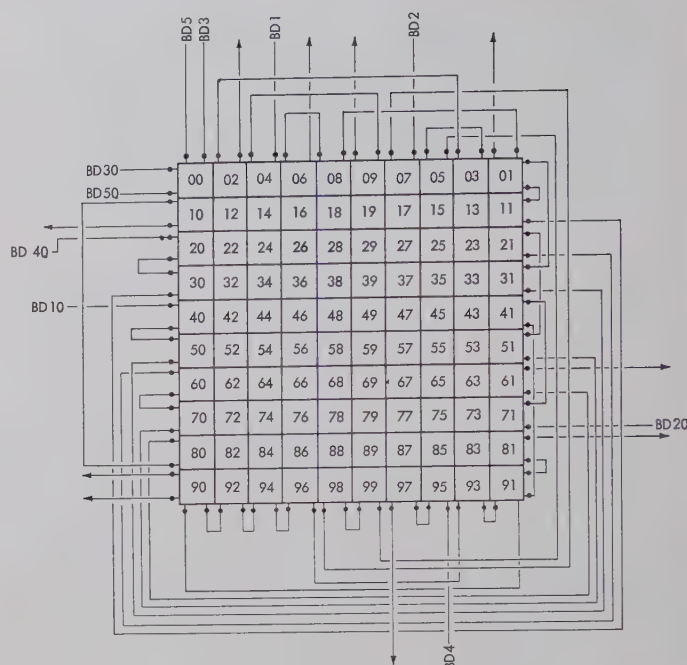 BD5 BD3 BD1 BD2
BD30
00 02 04 06 08 09 07 05 03 01
BD50
10 12 14 16 18 19 17 15 13 11
BD 40
20 22 24 26 28 29 27 25 23 21
30 32 34 36 38 39 37 35 33 31
BD10
40 42 44 46 48 49 47 45 43 41
50 52 54 56 58 59 57 55 53 51
60 62 64 66 68 69 67 65 63 61
70 72 74 76 78 79 77 75 73 71
BD20
80 82 84 86 88 89 87 85 83 81
90 92 94 96 98 99 97 95 93 91
BD4